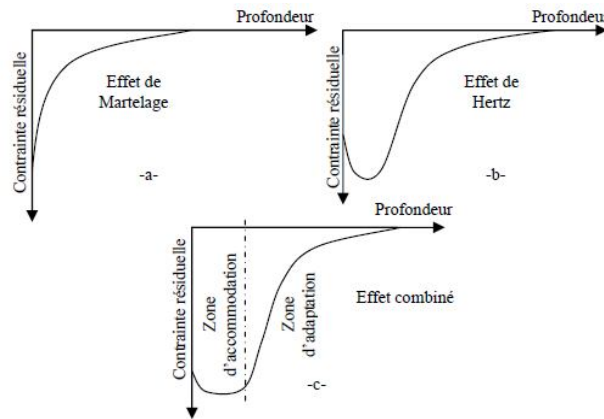 Profondeur
Contrainte résiduelle
Effet de
Martelage
-a-
Profondeur
Contrainte résiduelle
Effet de
Hertz
-b-
Profondeur
Contrainte résiduelle
Zone
d'accommodation
Zone
d'adaptation
Effet combiné
-c-